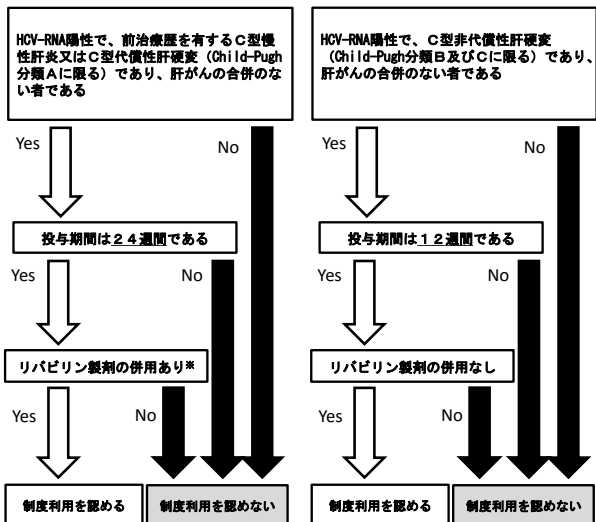 HCV-RNA陽性で、前治療歴を有するC型慢
性肝炎又はC型代償性肝硬変（Child-Pugh
分類Aに限る）であり、肝がんの合併のな
い者である
Yes
No
投与期間は２４週間である
Yes
No
リバビリン製剤の併用あり※
Yes
No
制度利用を認める
制度利用を認めない
HCV-RNA陽性で、C型非代償性肝硬変
（Child-Pugh分類B及びCに限る）であり、
肝がんの合併のない者である
Yes
No
投与期間は１２週間である
Yes
No
リバビリン製剤の併用なし
Yes
No
制度利用を認める
制度利用を認めない